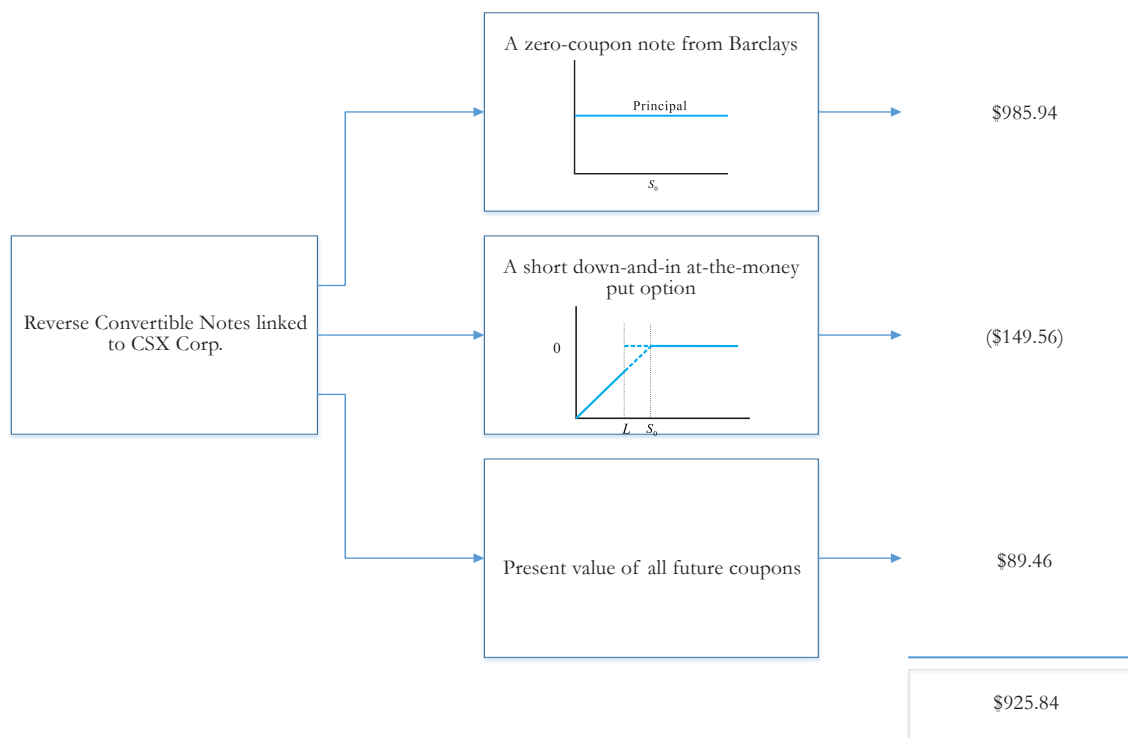 A zero-coupon note from Barclays
Principal
S₀
$985.94
Reverse Convertible Notes linked
to CSX Corp.
A short down-and-in at-the-money
put option
0
L S₀
($149.56)
Present value of all future coupons
$89.46
$925.84